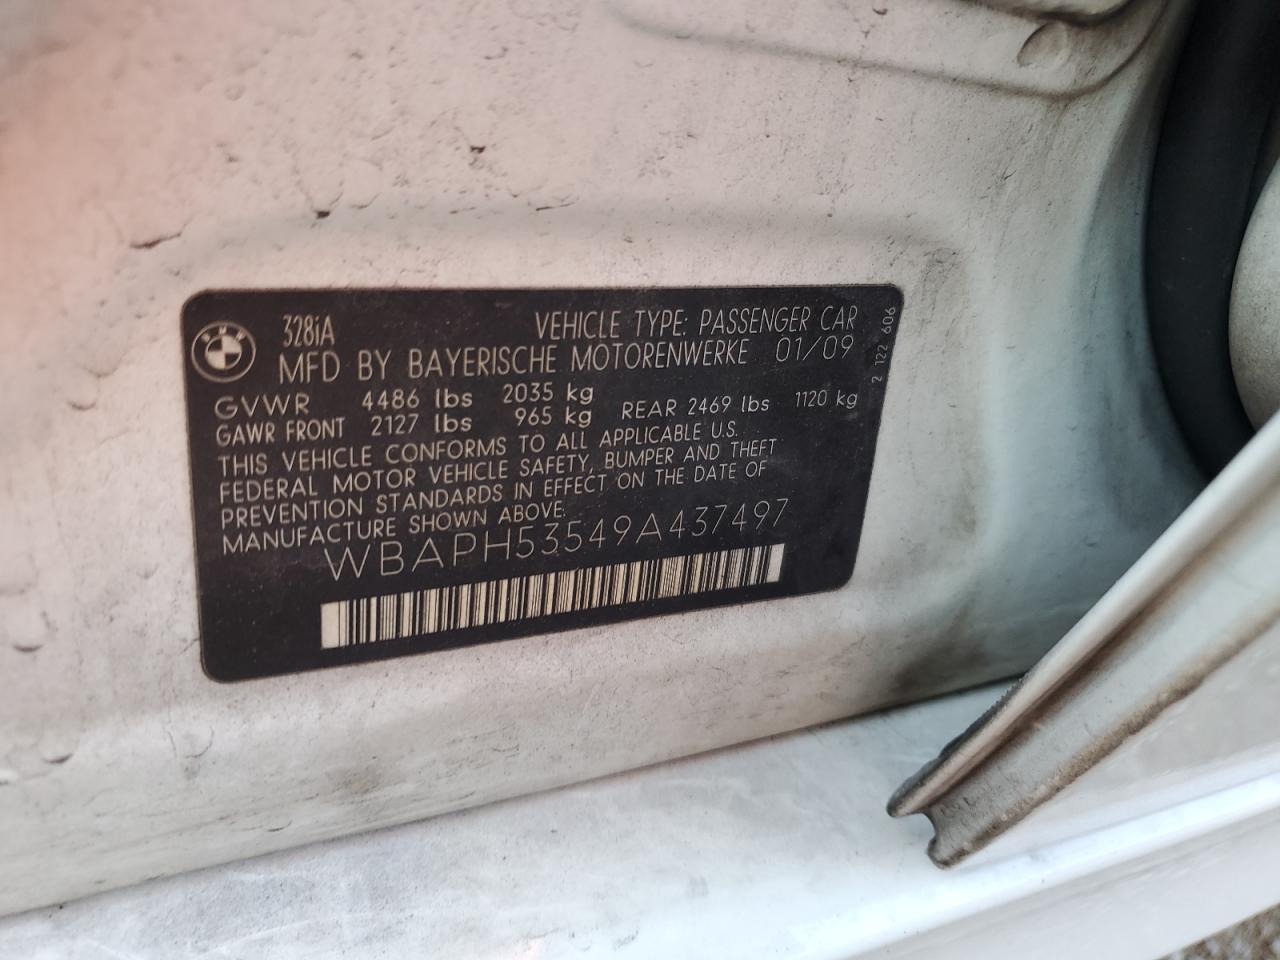 328iA VEHICLE TYPE: PASSENGER CAR
MFD BY BAYERISCHE MOTORENWERKE 01/09
GVWR 4486 lbs 2035 kg
GAWR FRONT 2127 lbs 965 kg REAR 2469 lbs 1120 kg
THIS VEHICLE CONFORMS TO ALL APPLICABLE U.S.
FEDERAL MOTOR VEHICLE SAFETY, BUMPER AND THEFT
PREVENTION STANDARDS IN EFFECT ON THE DATE OF
MANUFACTURE SHOWN ABOVE.
WBAPH53549A437497
2 122 606